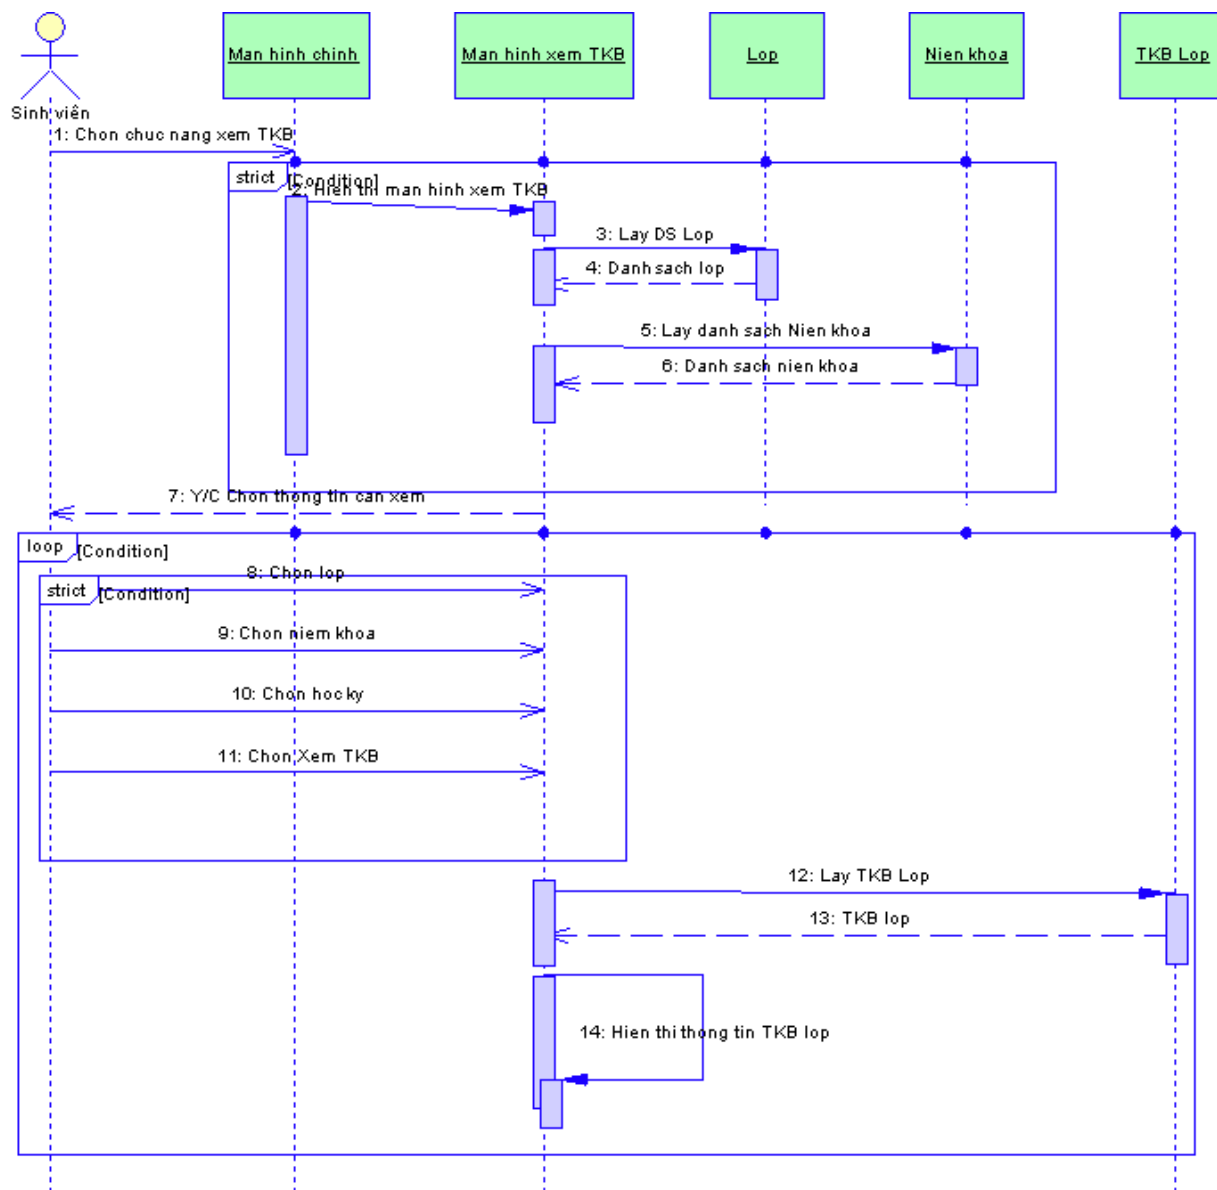 Man hinh chinh
Man hinh xem TKB
Lop
Nien khoa
TKB Lop
Sinh viên
1: Chon chuc nang xem TKB
strict
[Condition]
2: Hien thi man hinh xem TKB
3: Lay DS Lop
4: Danh sach lop
5: Lay danh sach Nien khoa
6: Danh sach nien khoa
7: Y/C Chon thong tin can xem
loop
[Condition]
8: Chon lop
strict
[Condition]
9: Chon niem khoa
10: Chon hoc ky
11: Chon Xem TKB
12: Lay TKB Lop
13: TKB lop
14: Hien thi thong tin TKB lop